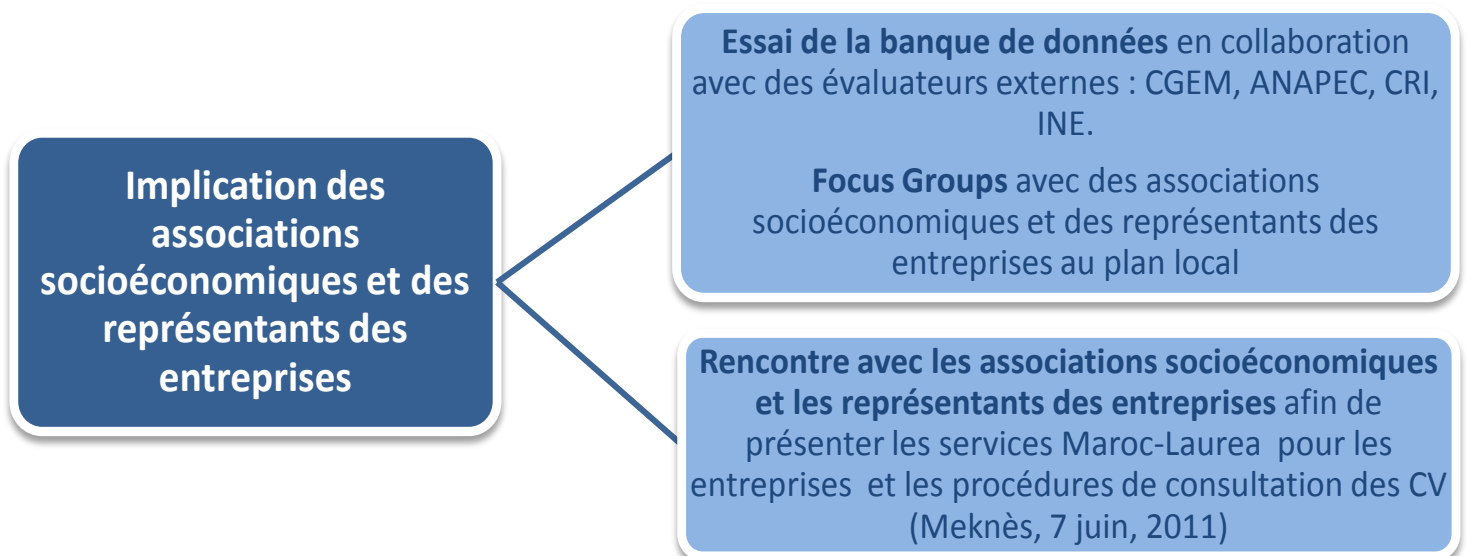 Implication des
associations
socioéconomiques et des
représentants des
entreprises
Essai de la banque de données en collaboration
avec des évaluateurs externes : CGEM, ANAPEC, CRI,
INE.
Focus Groups avec des associations
socioéconomiques et des représentants des
entreprises au plan local
Rencontre avec les associations socioéconomiques
et les représentants des entreprises afin de
présenter les services Maroc-Laurea pour les
entreprises et les procédures de consultation des CV
(Meknès, 7 juin, 2011)